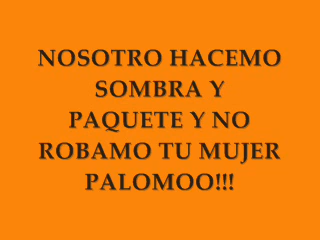 NOSOTRO HACEMO
SOMBRA Y
PAQUETE Y NO
ROBAMO TU MUJER
PALOMOO!!!